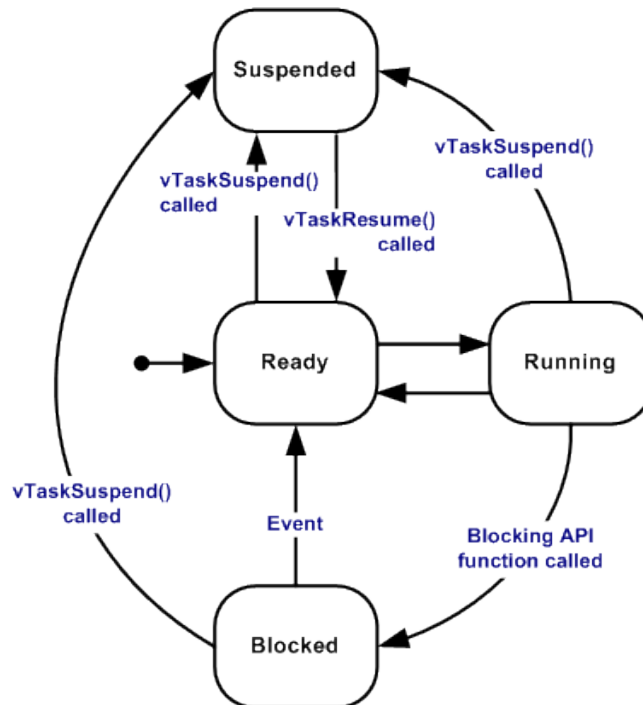 Suspended
vTaskSuspend()
called
vTaskSuspend()
called
vTaskResume()
called
Ready
Running
vTaskSuspend()
called
Event
Blocking API
function called
Blocked